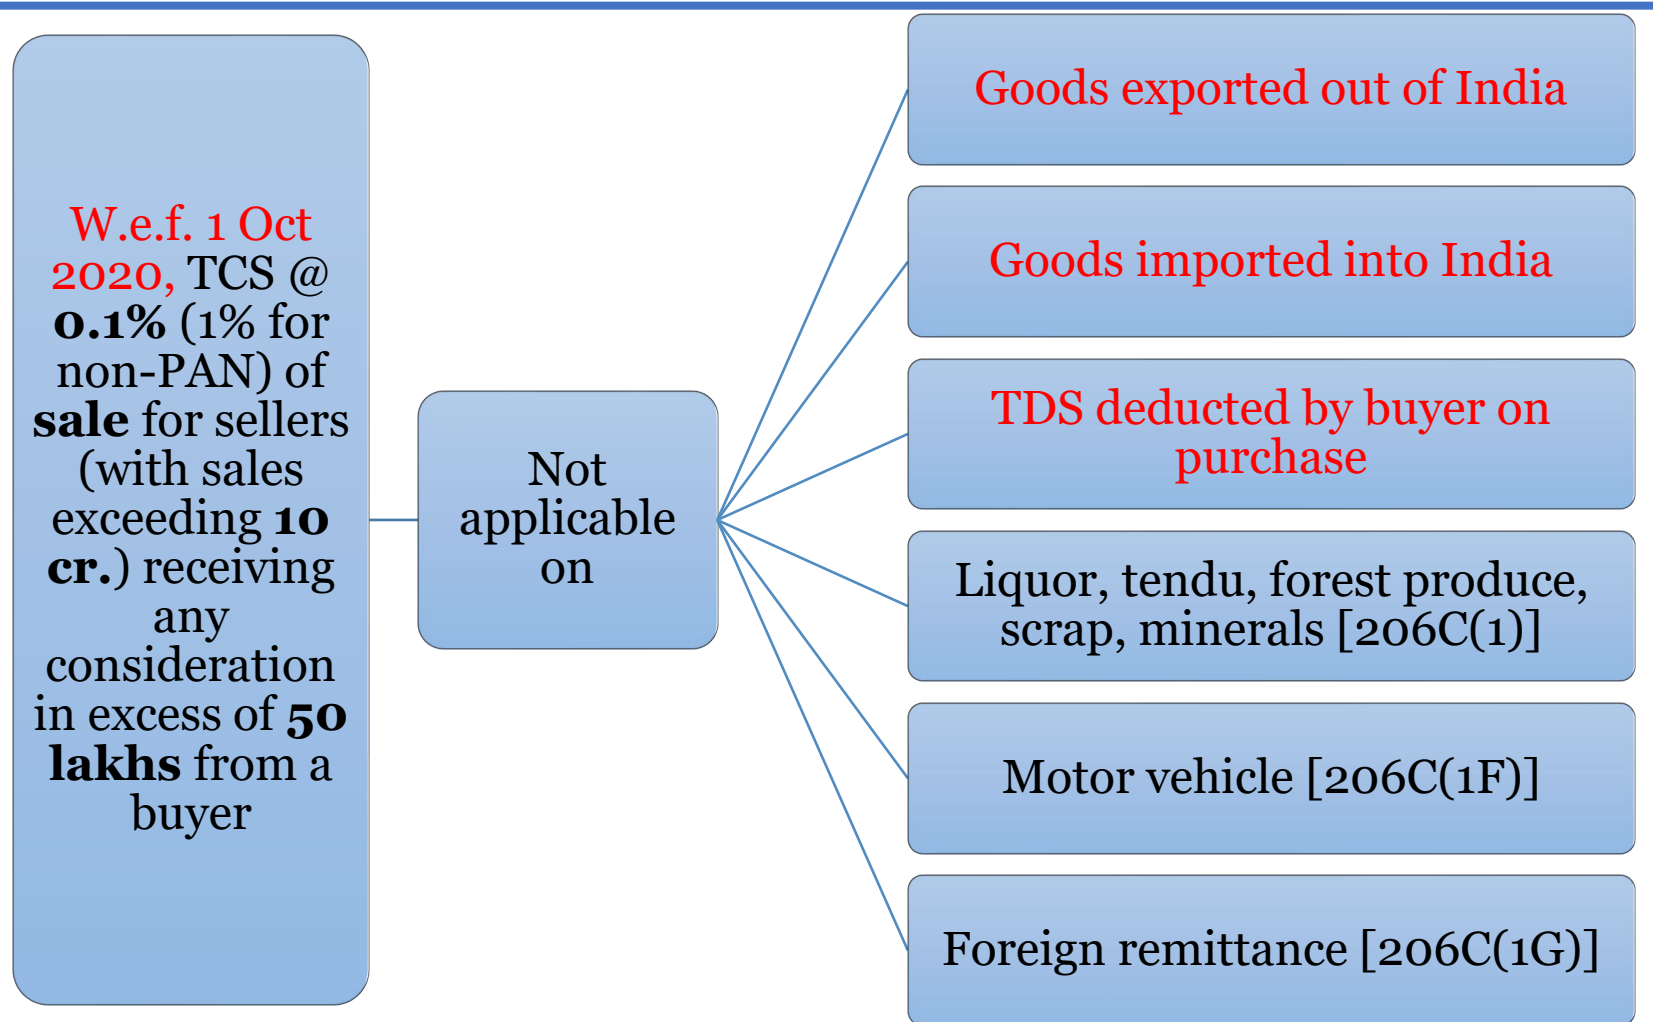 W.e.f. 1 Oct
2020, TCS @
0.1% (1% for
non-PAN) of
sale for sellers
(with sales
exceeding 10
cr.) receiving
any
consideration
in excess of 50
lakhs from a
buyer
Not
applicable
on
Goods exported out of India
Goods imported into India
TDS deducted by buyer on
purchase
Liquor, tendu, forest produce,
scrap, minerals [206C(1)]
Motor vehicle [206C(1F)]
Foreign remittance [206C(1G)]